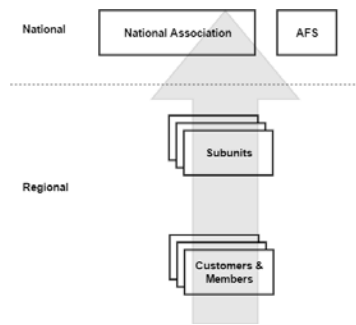 National
National Association
AFS
Subunits
Regional
Customers &
Members